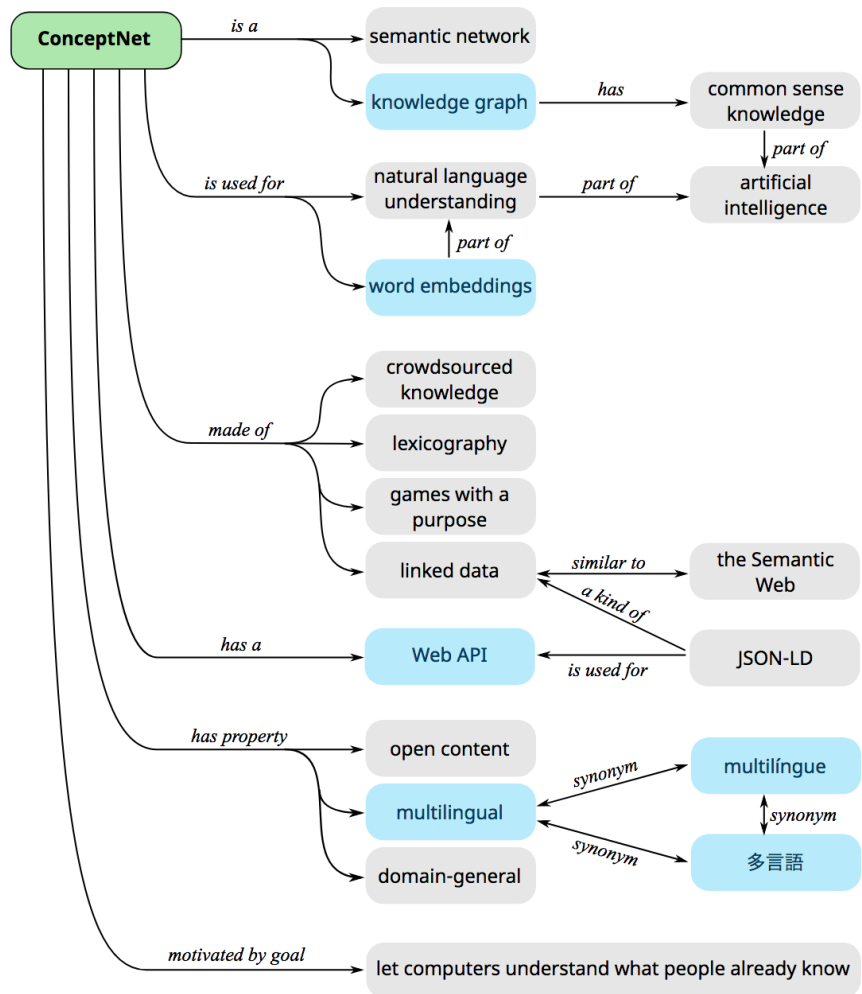 ConceptNet
is a
semantic network
knowledge graph
has
common sense
knowledge
part of
is used for
natural language
understanding
part of
artificial
intelligence
part of
word embeddings
crowdsourced
knowledge
made of
lexicography
games with a
purpose
linked data
similar to
the Semantic
Web
a kind of
has a
Web API
is used for
JSON-LD
has property
open content
synonym
multilíngue
multilingual
synonym
synonym
多言語
domain-general
motivated by goal
let computers understand what people already know